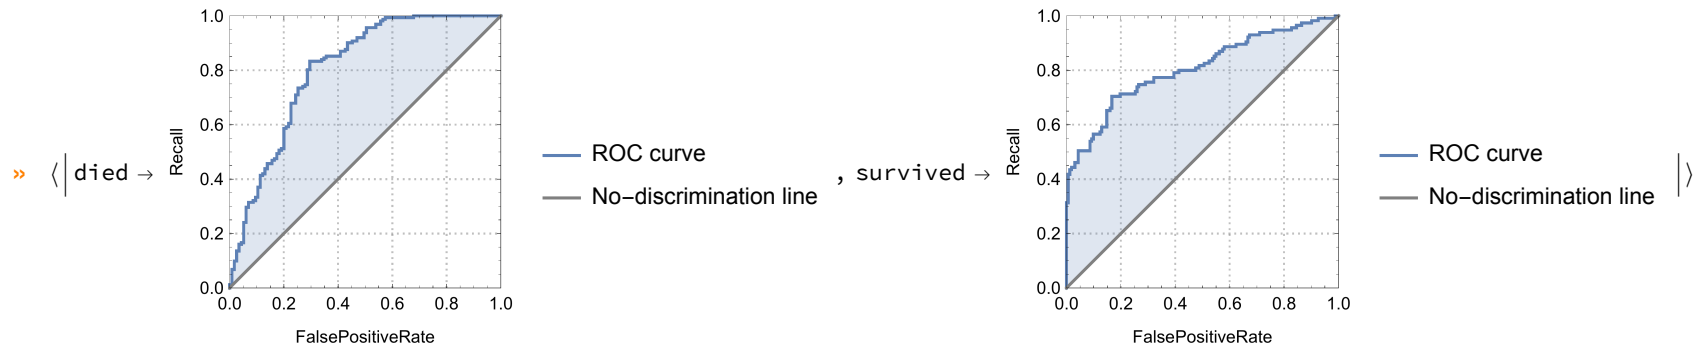 » ⟨| died → , survived → |⟩
1.0
0.8
0.6
0.4
0.2
0.0
Recall
0.0 0.2 0.4 0.6 0.8 1.0
FalsePositiveRate
ROC curve
No−discrimination line
1.0
0.8
0.6
0.4
0.2
0.0
Recall
0.0 0.2 0.4 0.6 0.8 1.0
FalsePositiveRate
ROC curve
No−discrimination line